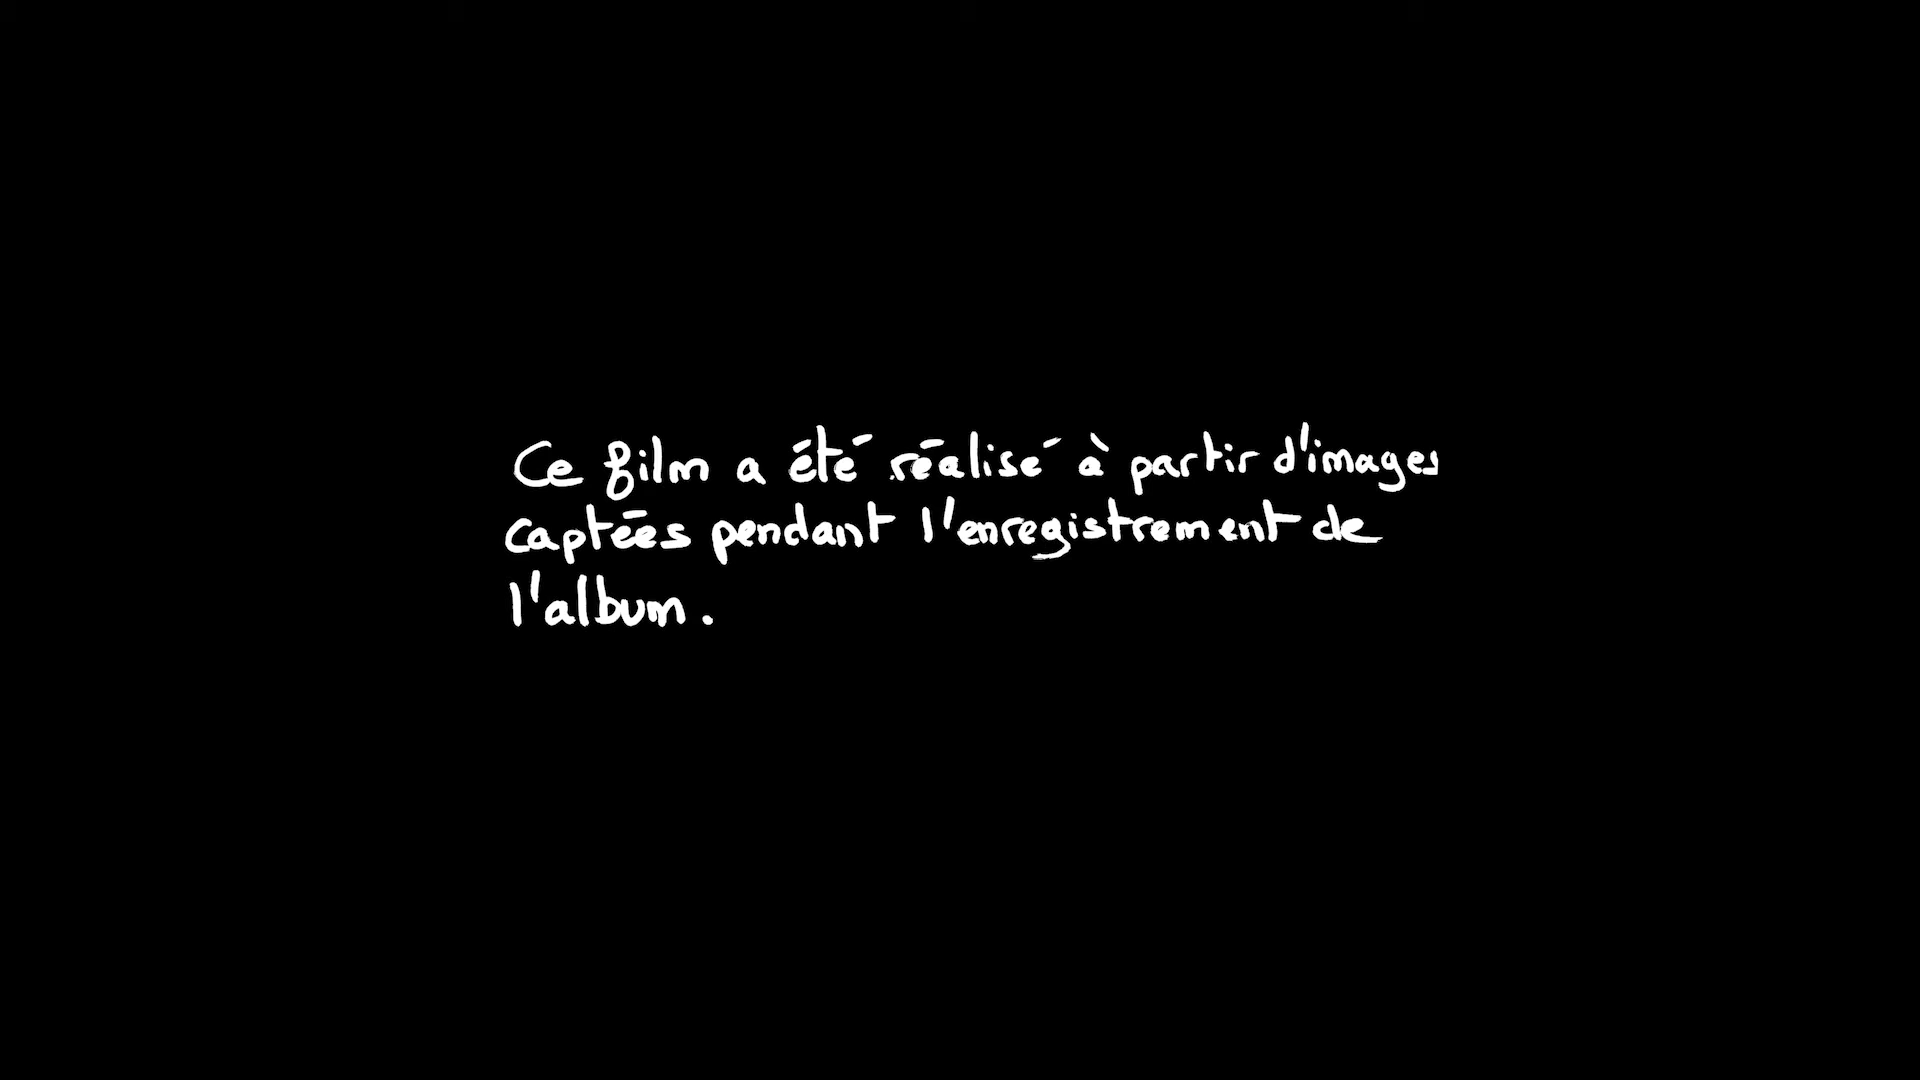 Ce film a été réalisé à partir d'images
captées pendant l'enregistrement de
l'album.